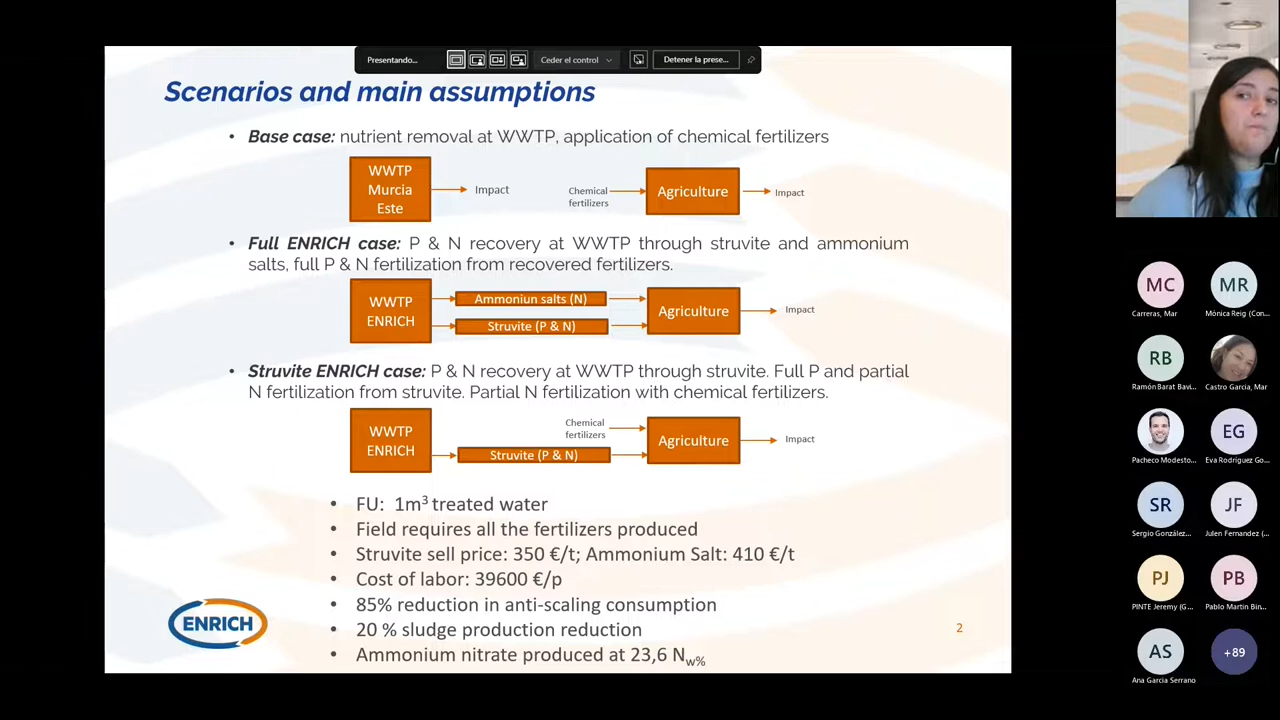 Presentando...
Ceder el control
Detener la prese...
Scenarios and main assumptions
• Base case: nutrient removal at WWTP, application of chemical fertilizers
WWTP
Murcia
Este
Impact
Chemical
fertilizers
Agriculture
Impact
• Full ENRICH case: P & N recovery at WWTP through struvite and ammonium
salts, full P & N fertilization from recovered fertilizers.
WWTP
ENRICH
Ammoniun salts (N)
Struvite (P & N)
Agriculture
Impact
• Struvite ENRICH case: P & N recovery at WWTP through struvite. Full P and partial
N fertilization from struvite. Partial N fertilization with chemical fertilizers.
WWTP
ENRICH
Chemical
fertilizers
Struvite (P & N)
Agriculture
Impact
• FU: 1m³ treated water
• Field requires all the fertilizers produced
• Struvite sell price: 350 €/t; Ammonium Salt: 410 €/t
• Cost of labor: 39600 €/p
• 85% reduction in anti-scaling consumption
• 20 % sludge production reduction
• Ammonium nitrate produced at 23,6 Nw%
ENRICH
2
MC
Carreras, Mar
MR
Mònica Reig (Con...
RB
Ramón Barat Bavi...
Castro Garcia, Mar
Pacheco Modesto...
EG
Eva Rodríguez Go...
SR
Sergio González...
JF
Julen Fernandez (...
PJ
PINTE Jeremy (G...
PB
Pablo Martin Bin...
AS
Ana Garcia Serrano
+89